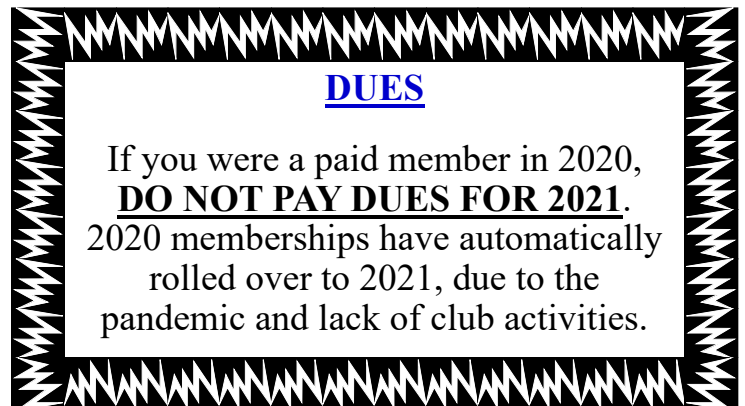 DUES
If you were a paid member in 2020,
DO NOT PAY DUES FOR 2021.
2020 memberships have automatically
rolled over to 2021, due to the
pandemic and lack of club activities.